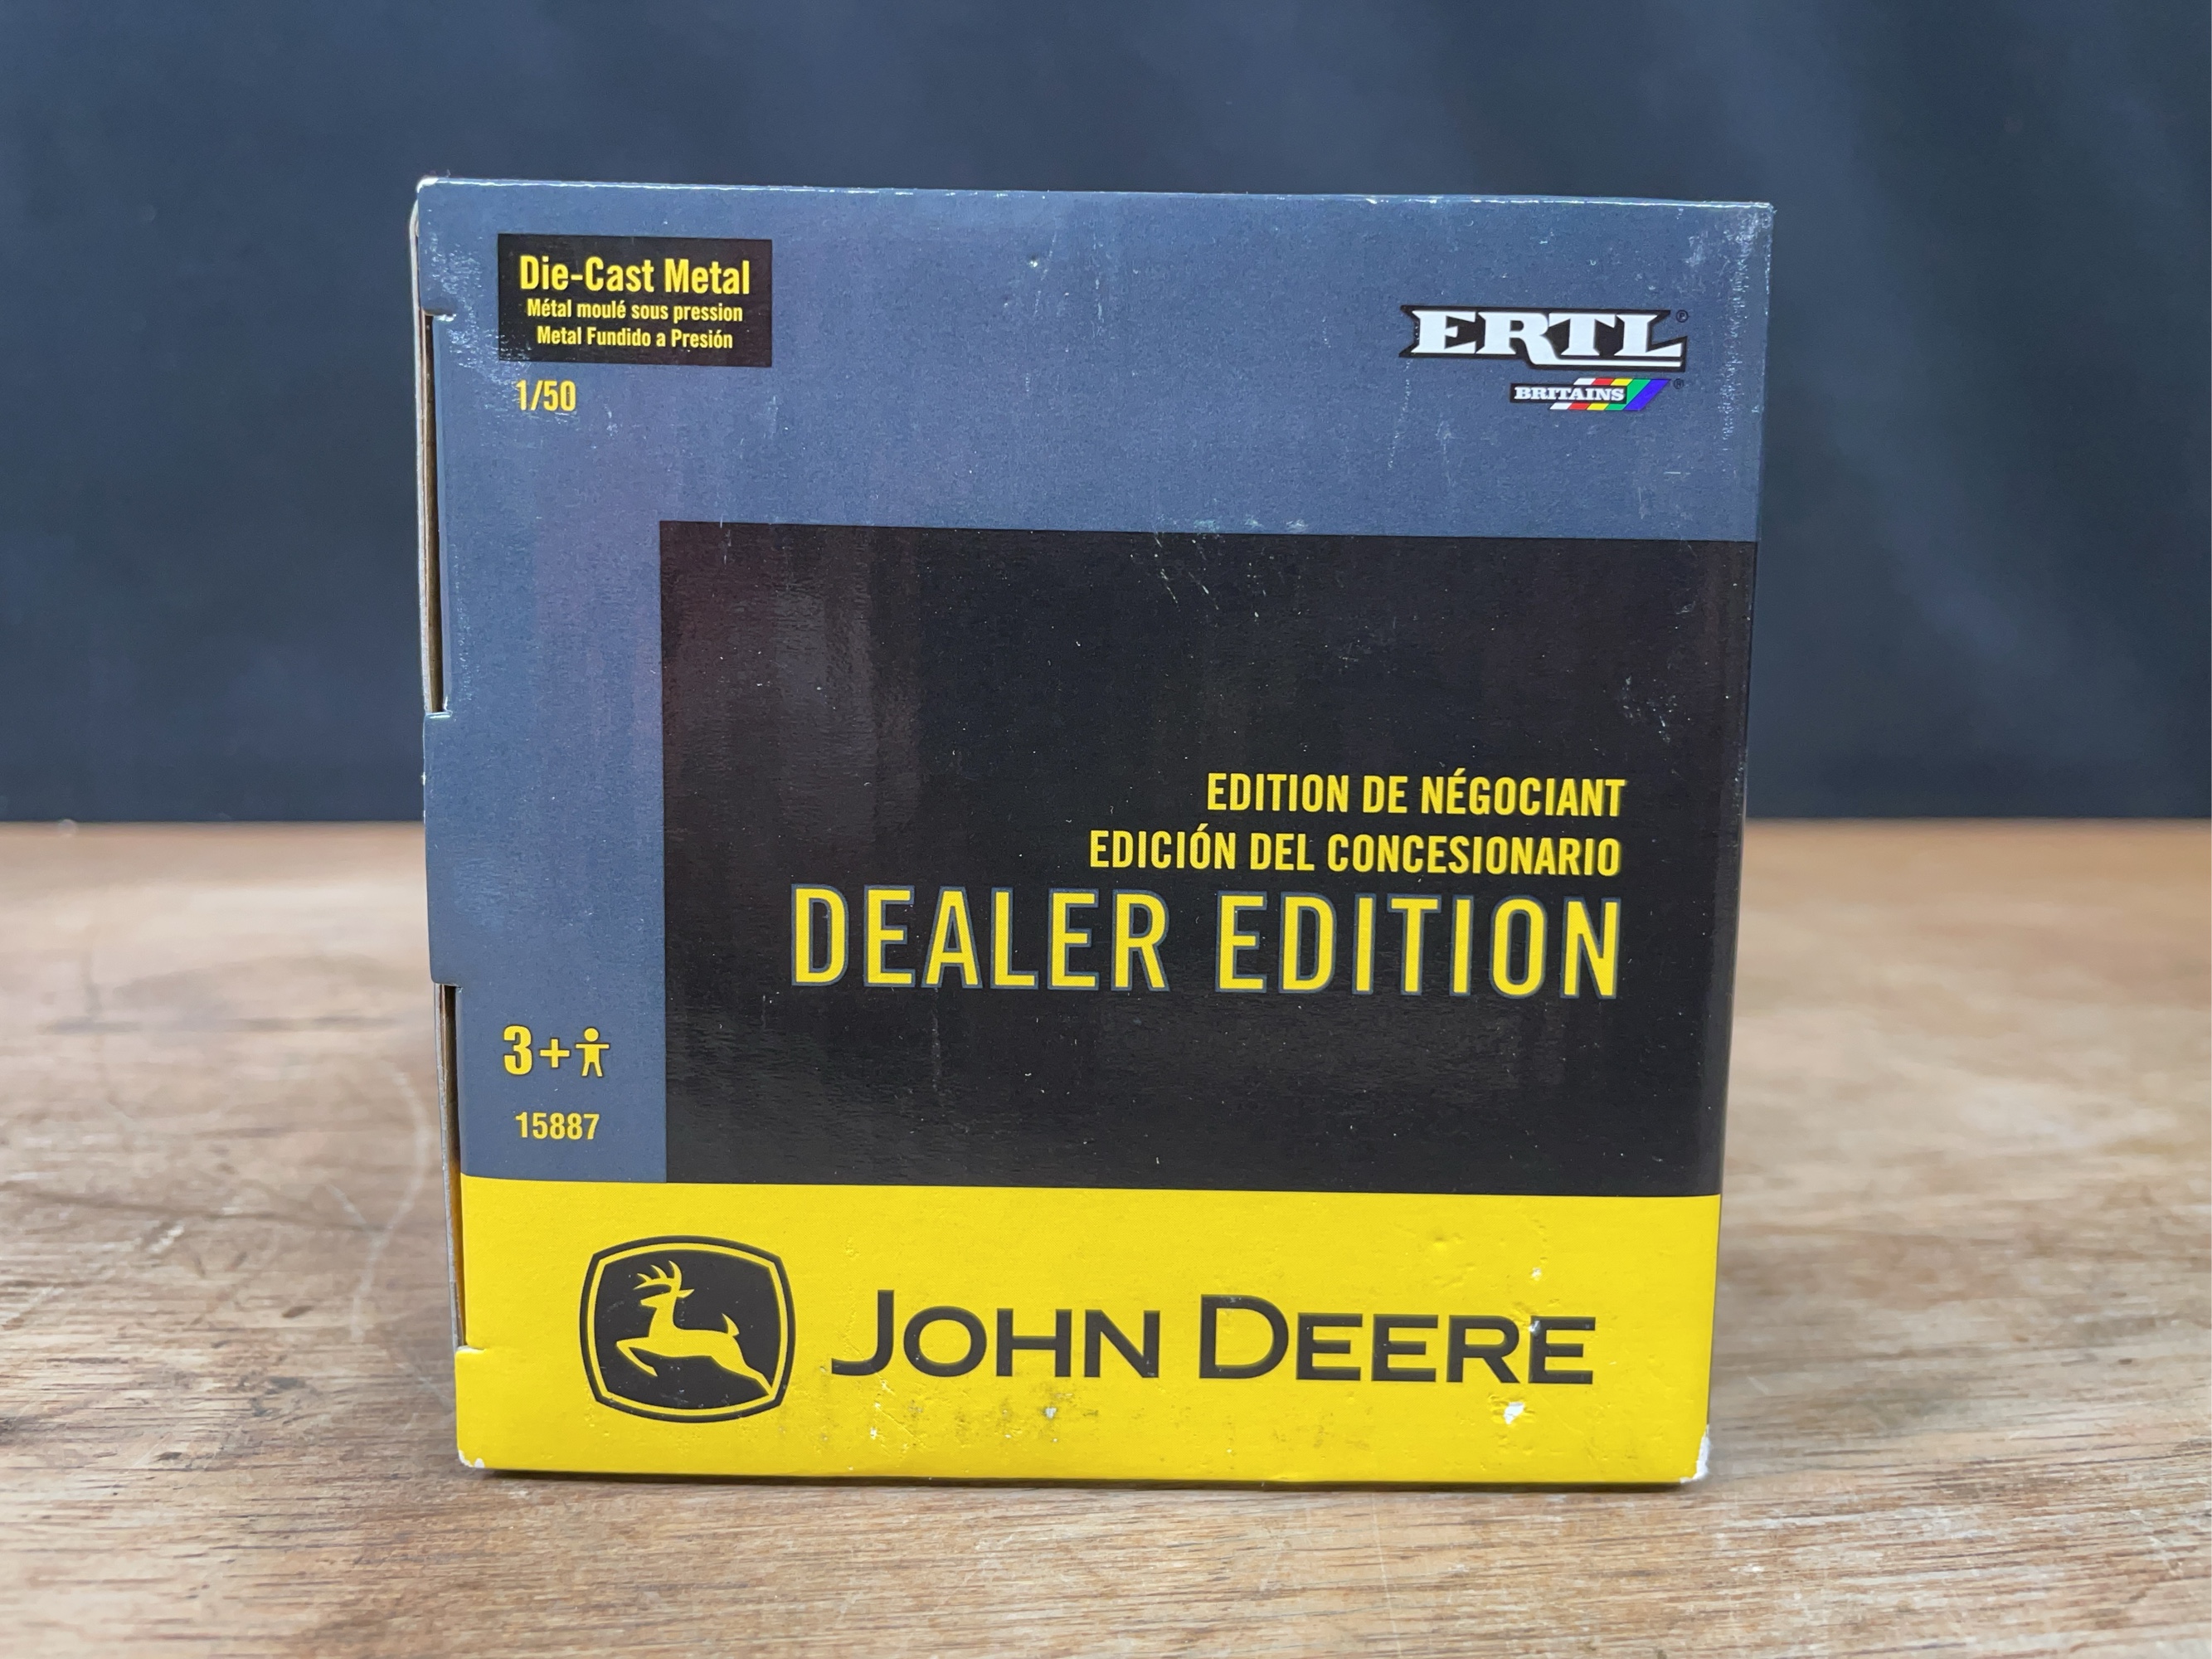 Die-Cast Metal
Métal moulé sous pression
Metal Fundido a Presión
1/50
ERTL®
BRITAINS®
EDITION DE NÉGOCIANT
EDICIÓN DEL CONCESIONARIO
DEALER EDITION
3+
15887
JOHN DEERE